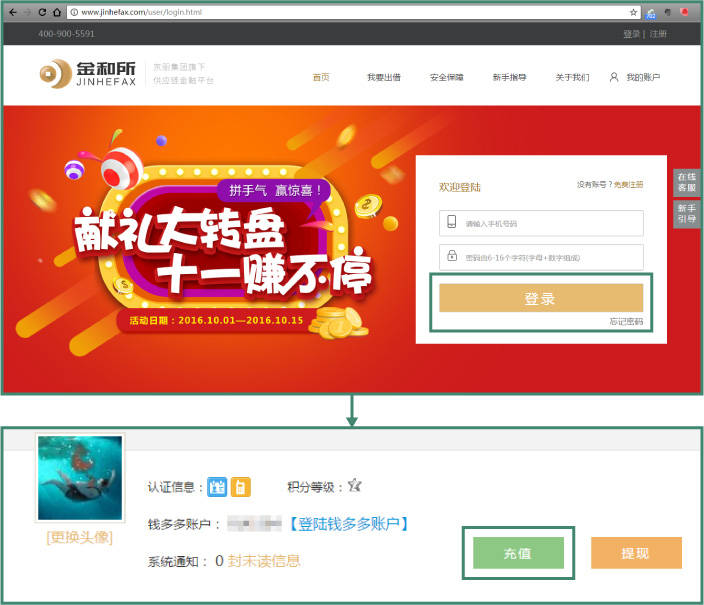 www.jinhefax.com/user/login.html
702
400-900-5591
登录 | 注册
金和所
JINHEFAX
京朋集团旗下
供应链金融平台
首页 我要出借 安全保障 新手指导 关于我们 我的账户
拼手气 赢惊喜！
献礼大转盘
十一赚不停
活动日期：2016.10.01—2016.10.15
欢迎登陆
没有账号？免费注册
请输入手机号码
密码由6-16个字符(字母+数字组成)
登录
忘记密码
在线
客服
新手
引导
[更换头像]
认证信息：
积分等级：
钱多多账户：
【登陆钱多多账户】
系统通知： 0 封未读信息
充值
提现